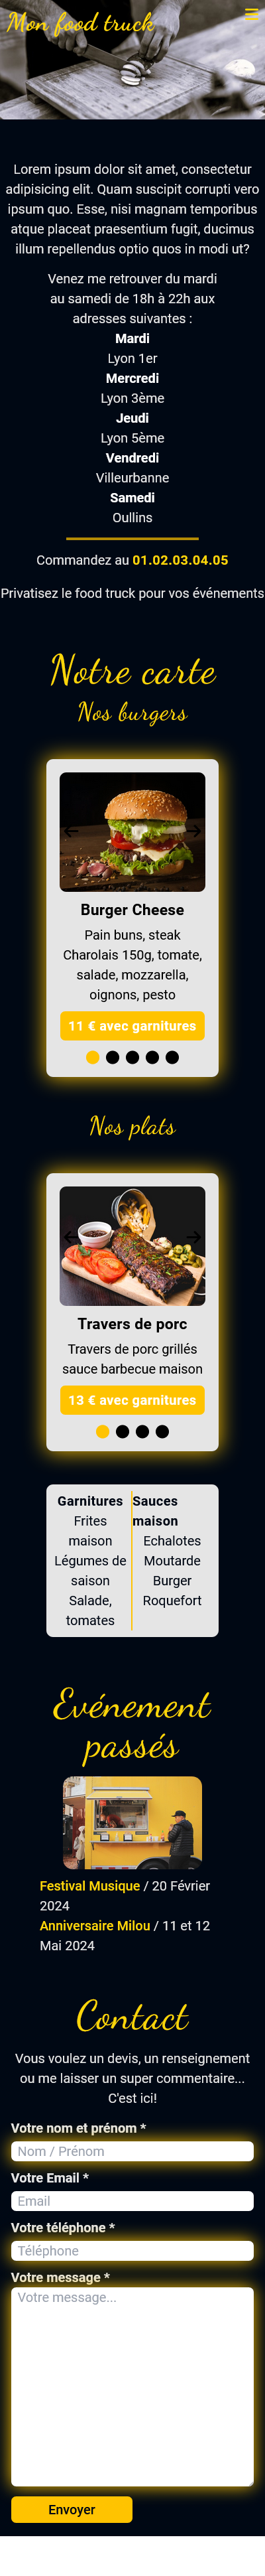 Mon food truck
Lorem ipsum dolor sit amet, consectetur
adipisicing elit. Quam suscipit corrupti vero
ipsum quo. Esse, nisi magnam temporibus
atque placeat praesentium fugit, ducimus
illum repellendus optio quos in modi ut?
Venez me retrouver du mardi
au samedi de 18h à 22h aux
adresses suivantes :
Mardi
Lyon 1er
Mercredi
Lyon 3ème
Jeudi
Lyon 5ème
Vendredi
Villeurbanne
Samedi
Oullins
Commandez au 01.02.03.04.05
Privatisez le food truck pour vos événements
Notre carte
Nos burgers
Burger Cheese
Pain buns, steak
Charolais 150g, tomate,
salade, mozzarella,
oignons, pesto
11 € avec garnitures
Nos plats
Travers de porc
Travers de porc grillés
sauce barbecue maison
13 € avec garnitures
Garnitures
Frites
maison
Légumes de
saison
Salade,
tomates
Sauces
maison
Echalotes
Moutarde
Burger
Roquefort
Evénement
passés
Festival Musique / 20 Février
2024
Anniversaire Milou / 11 et 12
Mai 2024
Contact
Vous voulez un devis, un renseignement
ou me laisser un super commentaire...
C'est ici!
Votre nom et prénom *
Nom / Prénom
Votre Email *
Email
Votre téléphone *
Téléphone
Votre message *
Votre message...
Envoyer